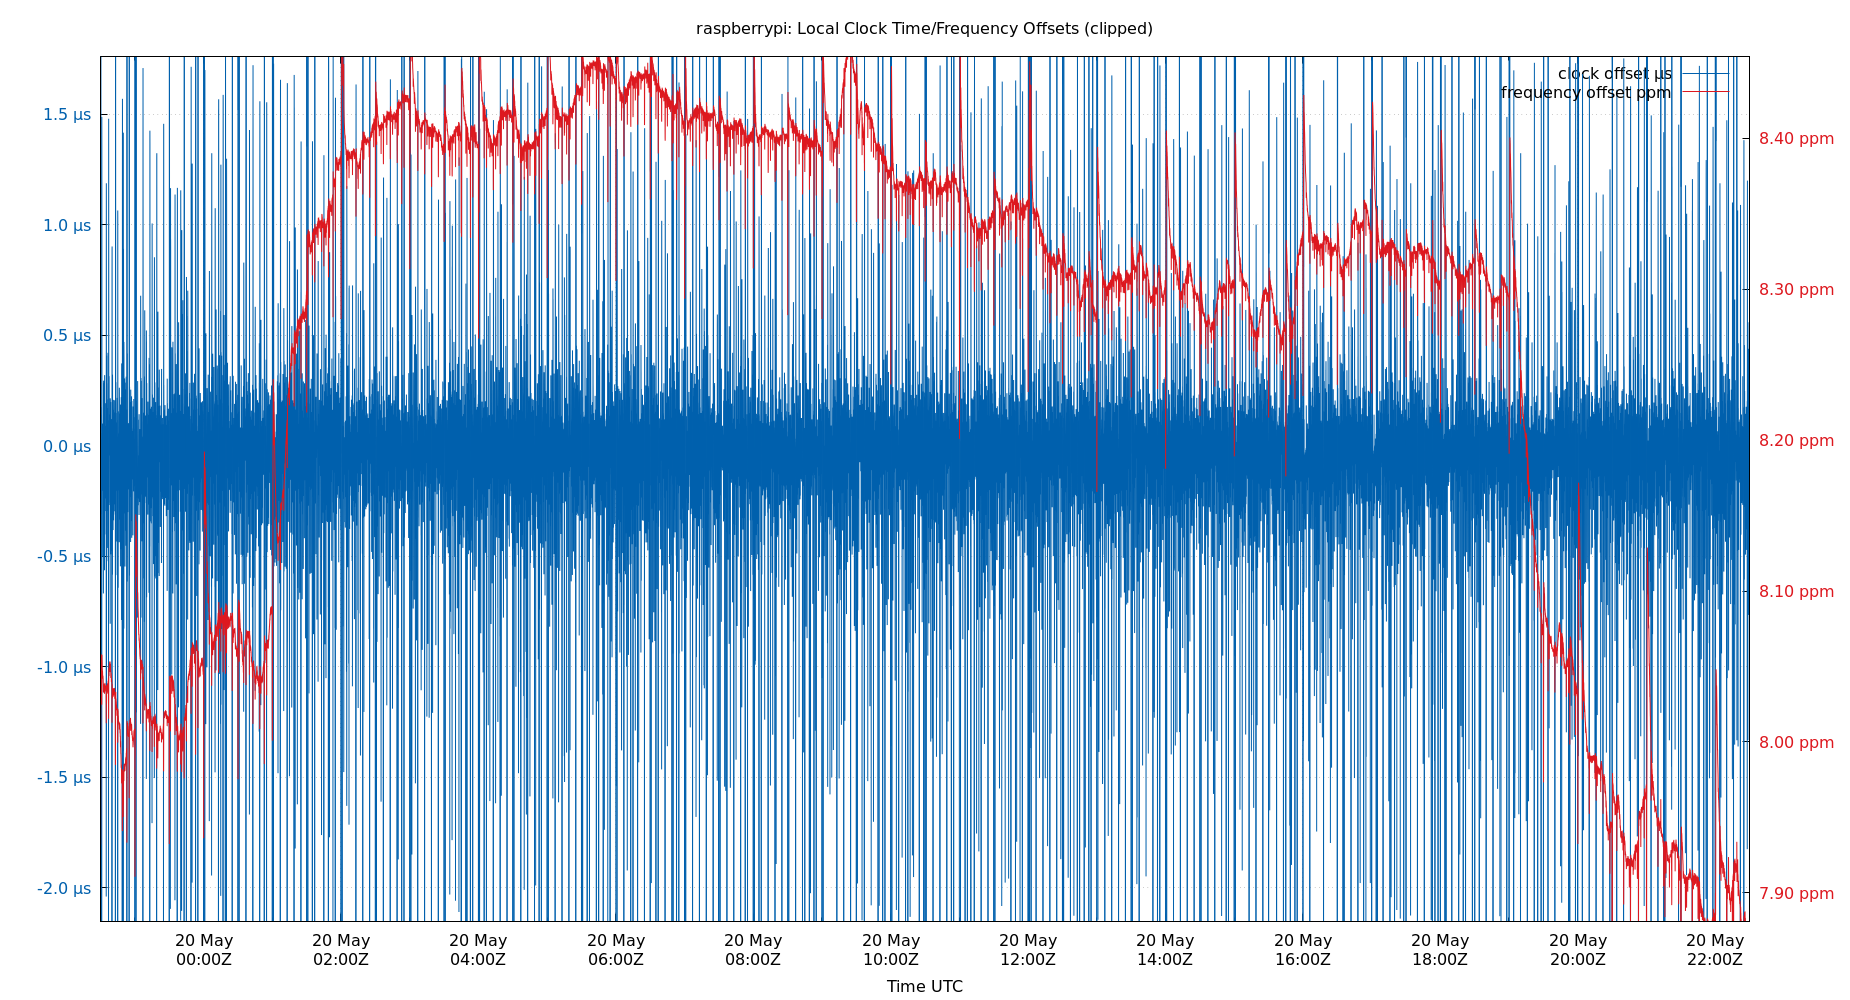 raspberrypi: Local Clock Time/Frequency Offsets (clipped)
clock offset µs
frequency offset ppm
1.5 µs
1.0 µs
0.5 µs
0.0 µs
-0.5 µs
-1.0 µs
-1.5 µs
-2.0 µs
8.40 ppm
8.30 ppm
8.20 ppm
8.10 ppm
8.00 ppm
7.90 ppm
20 May 20 May 20 May 20 May 20 May 20 May 20 May 20 May 20 May 20 May 20 May 20 May
00:00Z 02:00Z 04:00Z 06:00Z 08:00Z 10:00Z 12:00Z 14:00Z 16:00Z 18:00Z 20:00Z 22:00Z
Time UTC